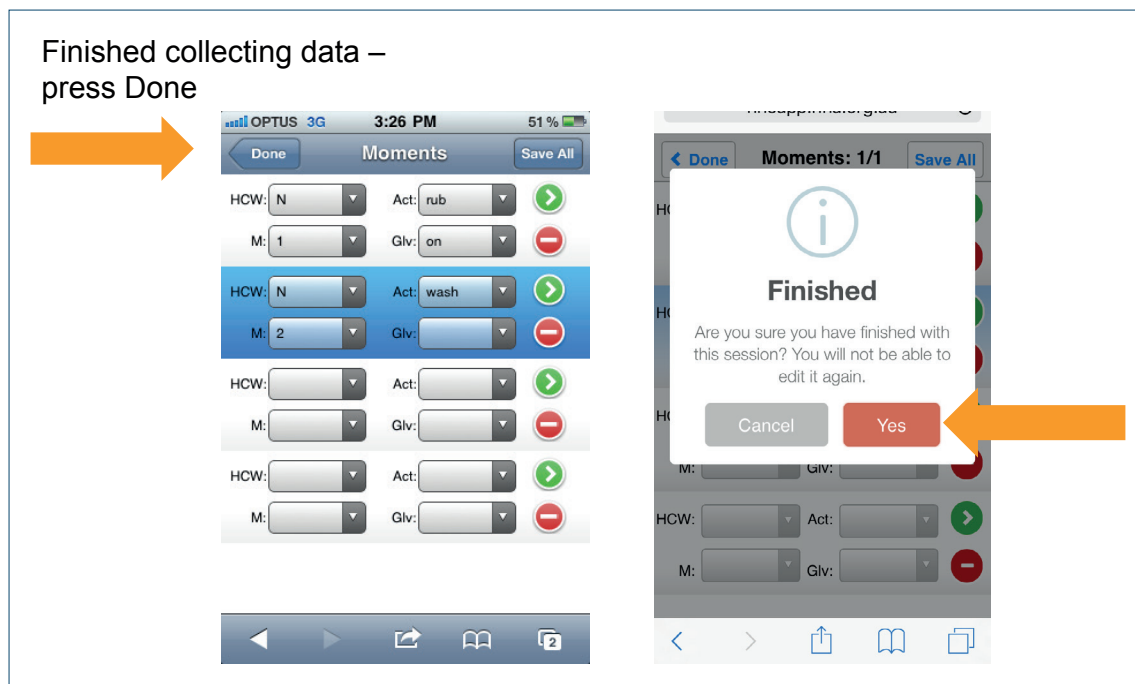 Finished collecting data –
press Done
OPTUS 3G 3:26 PM 51 %
Done Moments Save All
HCW: N Act: rub
M: 1 Glv: on
HCW: N Act: wash
M: 2 Glv:
HCW: Act:
M: Glv:
HCW: Act:
M: Glv:
2
Done Moments: 1/1 Save All
Finished
Are you sure you have finished with
this session? You will not be able to
edit it again.
Cancel Yes
M: Glv:
HCW: Act:
M: Glv: